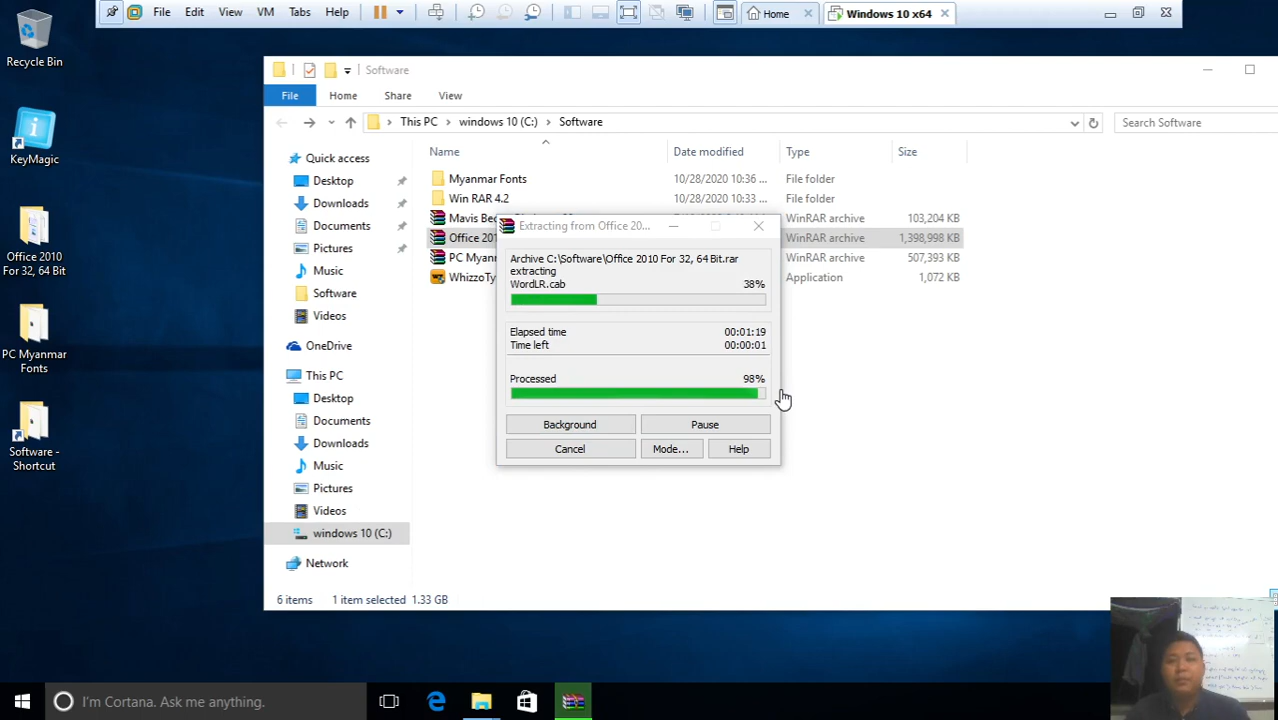 File Edit View VM Tabs Help
Home
Windows 10 x64
Recycle Bin
KeyMagic
Office 2010
For 32, 64 Bit
PC Myanmar
Fonts
Software -
Shortcut
Software
File Home Share View
This PC windows 10 (C:) Software
Search Software
Name Date modified Type Size
Quick access
Desktop
Downloads
Documents
Pictures
Music
Software
Videos
OneDrive
This PC
Desktop
Documents
Downloads
Music
Pictures
Videos
windows 10 (C:)
Network
Myanmar Fonts 10/28/2020 10:36 ... File folder
Win RAR 4.2 10/28/2020 10:33 ... File folder
Mavis Bea WinRAR archive 103,204 KB
Office 201 WinRAR archive 1,398,998 KB
PC Myanm WinRAR archive 507,393 KB
WhizzoTy Application 1,072 KB
Extracting from Office 20...
Archive C:\Software\Office 2010 For 32, 64 Bit.rar
extracting
WordLR.cab 38%
Elapsed time 00:01:19
Time left 00:00:01
Processed 98%
Background Pause
Cancel Mode... Help
6 items 1 item selected 1.33 GB
I'm Cortana. Ask me anything.